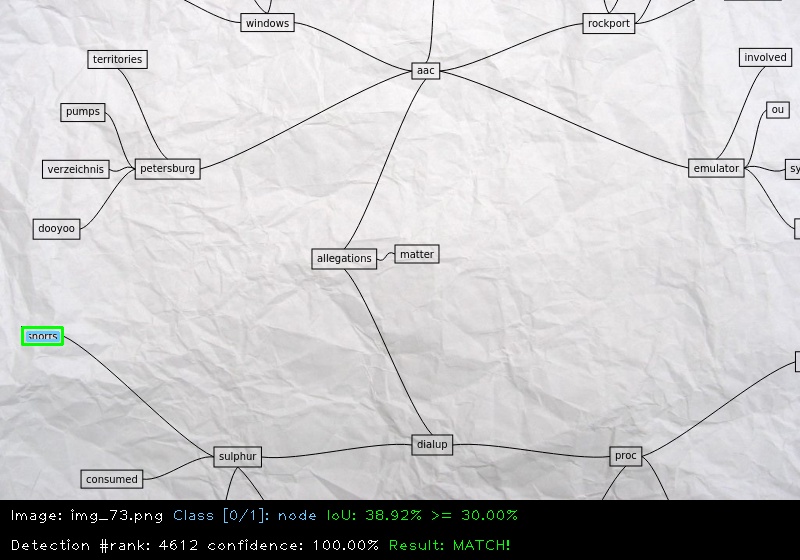 windows
rockport
territories
involved
aac
pumps
ou
verzeichnis
petersburg
emulator
sy
dooyoo
allegations
matter
sports
dialup
sulphur
proc
consumed
Image: img_73.png Class [0/1]: node IoU: 38.92% >= 30.00%
Detection #rank: 4612 confidence: 100.00% Result: MATCH!